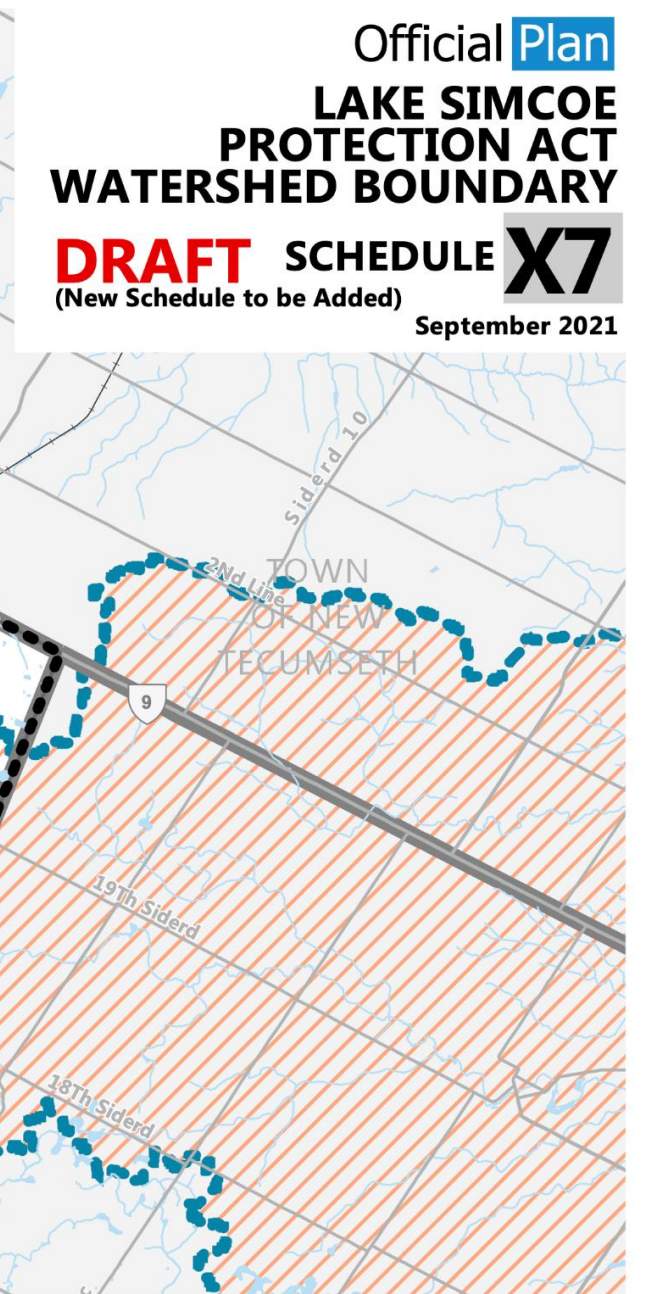 Official Plan
LAKE SIMCOE
PROTECTION ACT
WATERSHED BOUNDARY
DRAFT SCHEDULE X7
(New Schedule to be Added)
September 2021
Siderd 10
2Nd Line
TOWN
OF NEW
TECUMSETH
9
19Th Siderd
18Th Siderd